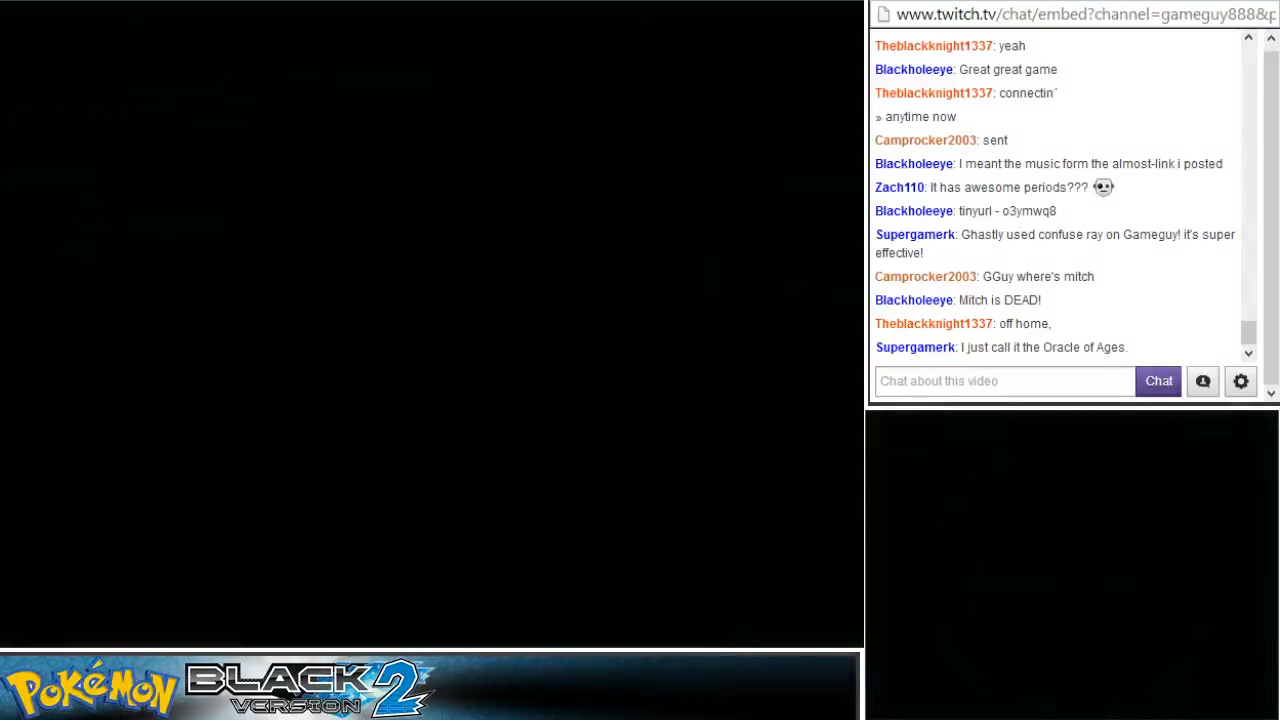 www.twitch.tv/chat/embed?channel=gameguy888&p
Theblackknight1337: yeah
Blackholeeye: Great great game
Theblackknight1337: connectin´
» anytime now
Camprocker2003: sent
Blackholeeye: I meant the music form the almost-link i posted
Zach110: It has awesome periods???
Blackholeeye: tinyurl - o3ymwq8
Supergamerk: Ghastly used confuse ray on Gameguy! it's super
effective!
Camprocker2003: GGuy where's mitch
Blackholeeye: Mitch is DEAD!
Theblackknight1337: off home,
Supergamerk: I just call it the Oracle of Ages.
Chat about this video
Chat
POKéMON
BLACK
VERSION 2